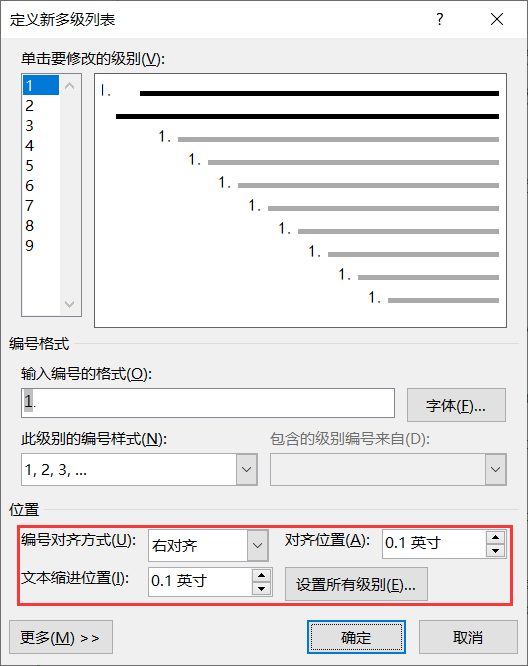 定义新多级列表 ?
单击要修改的级别(V):
1
2
3
4
5
6
7
8
9
1.
1.
1.
1.
1.
1.
1.
1.
1.
编号格式
输入编号的格式(O):
1. 字体(F)...
此级别的编号样式(N): 包含的级别编号来自(D):
1, 2, 3, ...
位置
编号对齐方式(U): 右对齐 对齐位置(A): 0.1 英寸
文本缩进位置(I): 0.1 英寸 设置所有级别(E)...
更多(M) >> 确定 取消